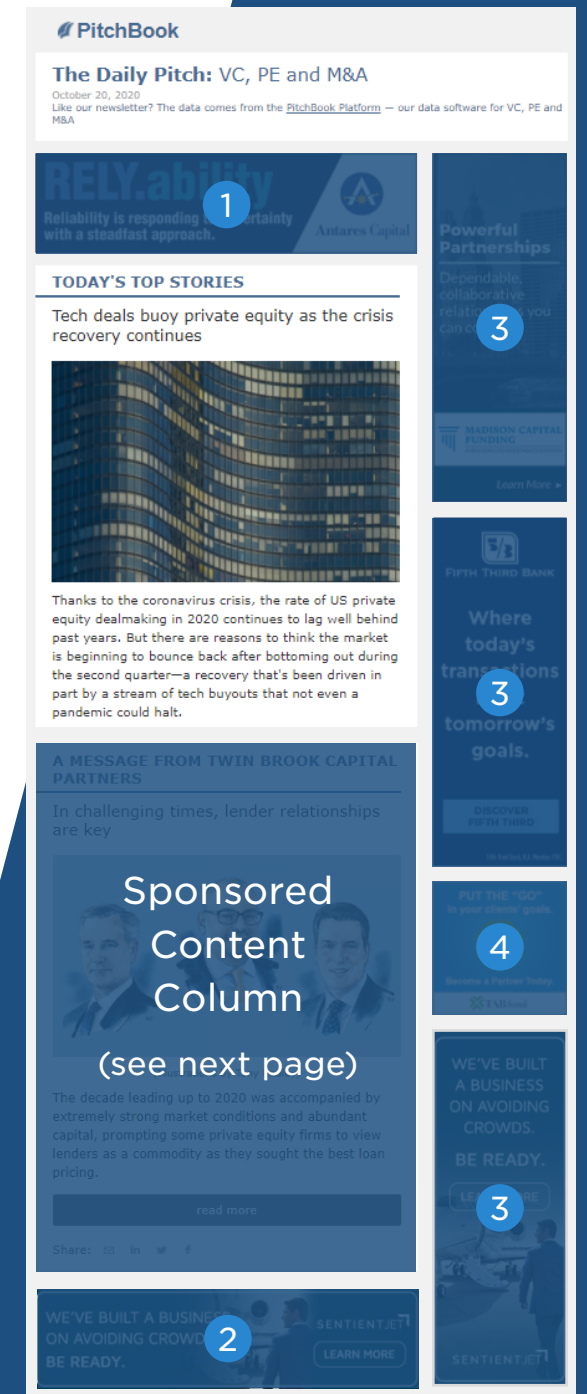 PitchBook
The Daily Pitch: VC, PE and M&A
October 20, 2020
Like our newsletter? The data comes from the PitchBook Platform — our data software for VC, PE and
M&A
RELY.ability
Reliability is responding
with a steadfast approach.
Antares Capital
1
TODAY'S TOP STORIES
Tech deals buoy private equity as the crisis
recovery continues
Thanks to the coronavirus crisis, the rate of US private
equity dealmaking in 2020 continues to lag well behind
past years. But there are reasons to think the market
is beginning to bounce back after bottoming out during
the second quarter—a recovery that's been driven in
part by a stream of tech buyouts that not even a
pandemic could halt.
A MESSAGE FROM TWIN BROOK CAPITAL
PARTNERS
In challenging times, lender relationships
are key
Sponsored
Content
Column
(see next page)
The decade leading up to 2020 was accompanied by
extremely strong market conditions and abundant
capital, prompting some private equity firms to view
lenders as a commodity as they sought the best loan
pricing.
read more
Share:
WE'VE BUILT A BUSINESS
ON AVOIDING CROWD
BE READY.
2
SENTIENTJET
LEARN MORE
Powerful
Partnerships
Dependable,
collaborative
you
can
3
MADISON CAPITAL
FUNDING
Learn More
5/3
FIFTH THIRD BANK
Where
today's
transactions
3
tomorrow's
goals.
DISCOVER
FIFTH THIRD
PUT THE "GO"
in your clients' goals.
4
Become a Partner Today.
WE'VE BUILT
A BUSINESS
ON AVOIDING
CROWDS.
BE READY.
3
SENTIENTJET